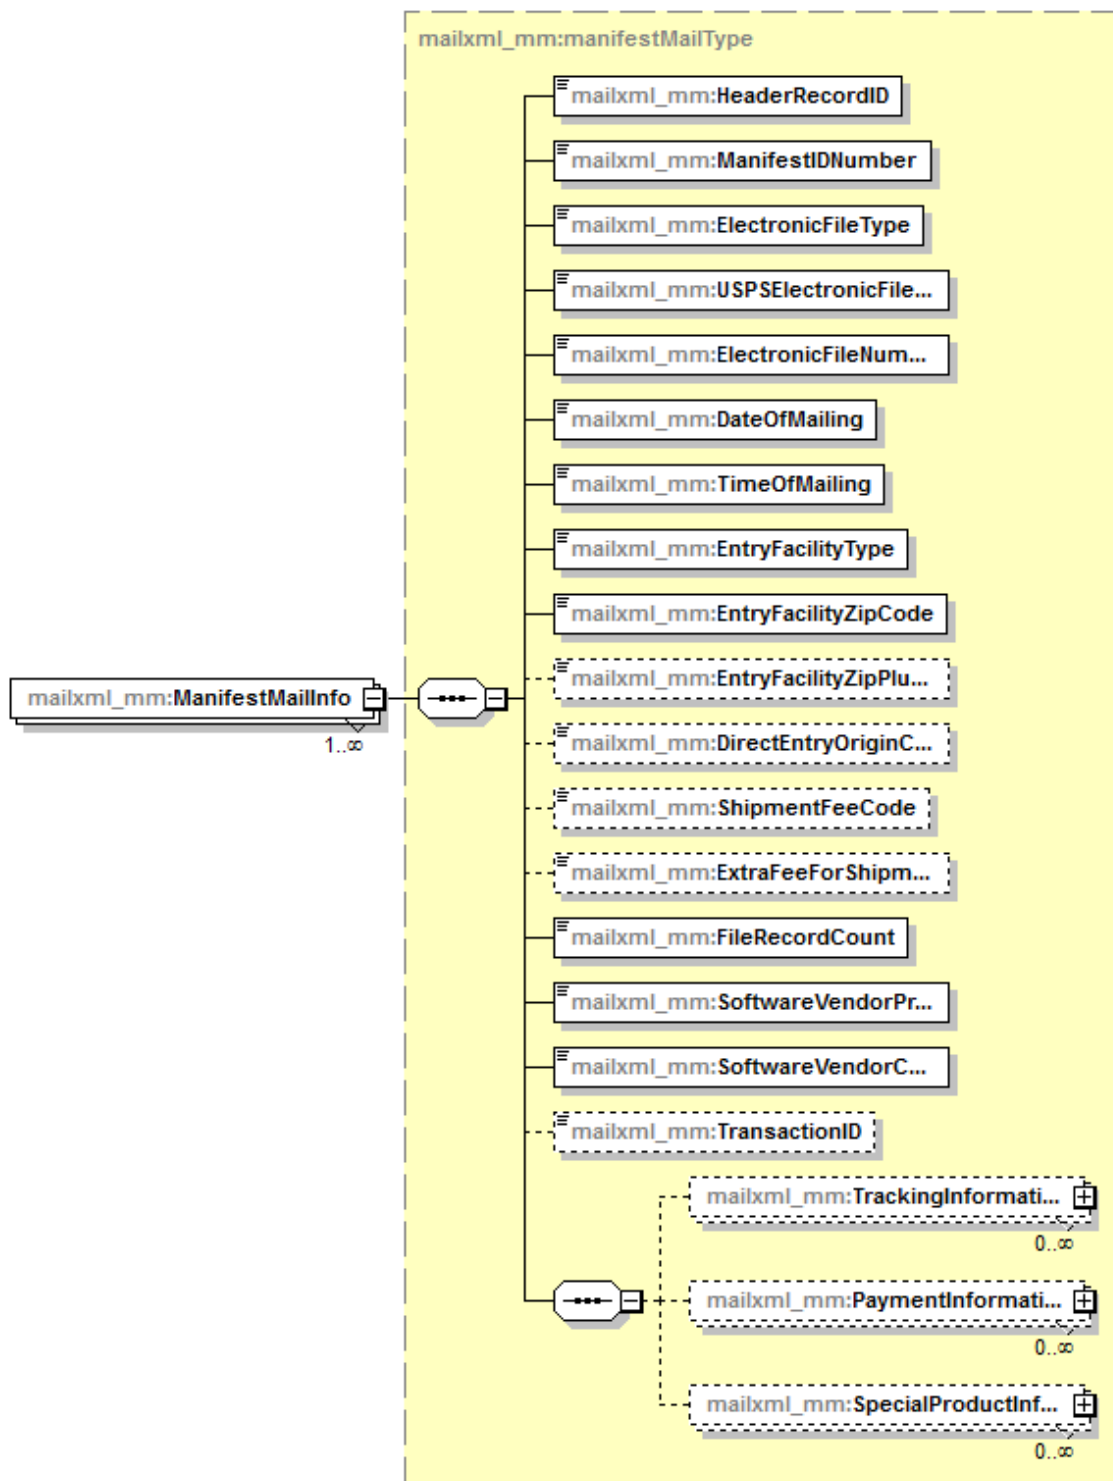 mailxml_mm:manifestMailType
mailxml_mm:HeaderRecordID
mailxml_mm:ManifestIDNumber
mailxml_mm:ElectronicFileType
mailxml_mm:USPSElectronicFile...
mailxml_mm:ElectronicFileNum...
mailxml_mm:DateOfMailing
mailxml_mm:TimeOfMailing
mailxml_mm:EntryFacilityType
mailxml_mm:EntryFacilityZipCode
mailxml_mm:EntryFacilityZipPlu...
mailxml_mm:ManifestMailInfo
1..∞
mailxml_mm:DirectEntryOriginC...
mailxml_mm:ShipmentFeeCode
mailxml_mm:ExtraFeeForShipm...
mailxml_mm:FileRecordCount
mailxml_mm:SoftwareVendorPr...
mailxml_mm:SoftwareVendorC...
mailxml_mm:TransactionID
mailxml_mm:TrackingInformati...
0..∞
mailxml_mm:PaymentInformati...
0..∞
mailxml_mm:SpecialProductInf...
0..∞